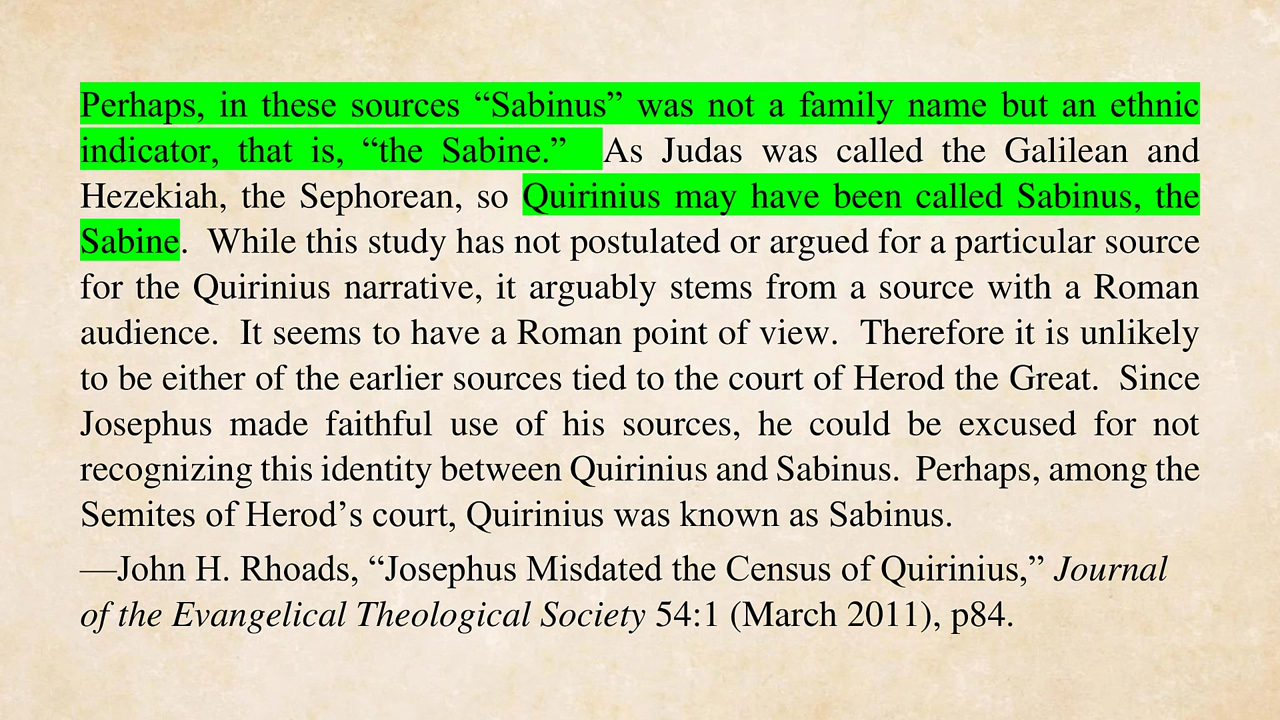 Perhaps, in these sources “Sabinus” was not a family name but an ethnic
indicator, that is, “the Sabine.” As Judas was called the Galilean and
Hezekiah, the Sephorean, so Quirinius may have been called Sabinus, the
Sabine. While this study has not postulated or argued for a particular source
for the Quirinius narrative, it arguably stems from a source with a Roman
audience. It seems to have a Roman point of view. Therefore it is unlikely
to be either of the earlier sources tied to the court of Herod the Great. Since
Josephus made faithful use of his sources, he could be excused for not
recognizing this identity between Quirinius and Sabinus. Perhaps, among the
Semites of Herod’s court, Quirinius was known as Sabinus.
—John H. Rhoads, “Josephus Misdated the Census of Quirinius,” Journal
of the Evangelical Theological Society 54:1 (March 2011), p84.